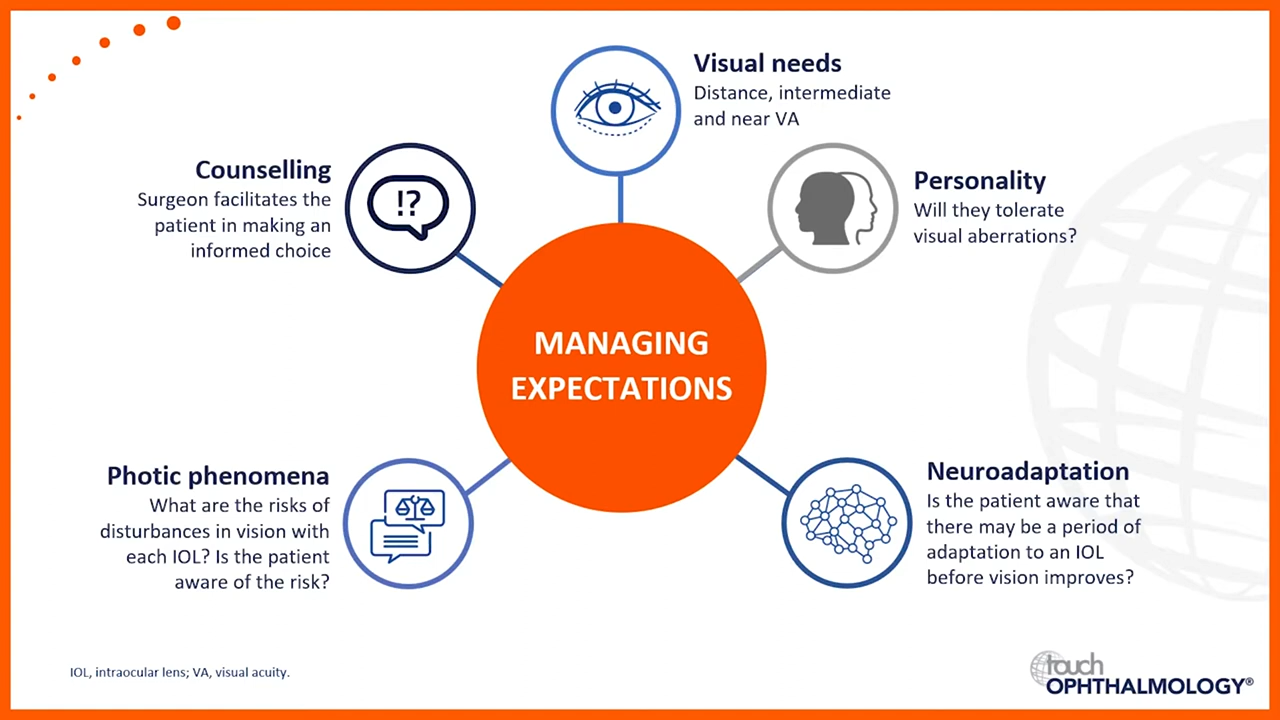 Visual needs
Distance, intermediate
and near VA
Counselling
Surgeon facilitates the
patient in making an
informed choice
!?
Personality
Will they tolerate
visual aberrations?
MANAGING
EXPECTATIONS
Photic phenomena
What are the risks of
disturbances in vision with
each IOL? Is the patient
aware of the risk?
Neuroadaptation
Is the patient aware that
there may be a period of
adaptation to an IOL
before vision improves?
IOL, intraocular lens; VA, visual acuity.
touch
OPHTHALMOLOGY®